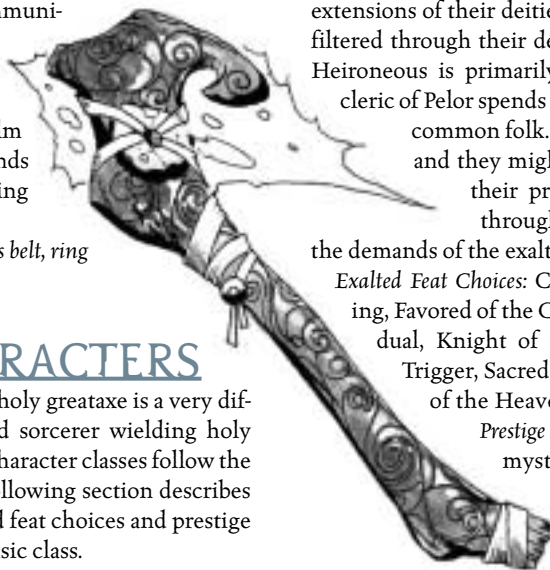 mmuni-
lm
nds
ing
s belt, ring
RACTERS
holy greataxe is a very dif-
d sorcerer wielding holy
haracter classes follow the
llowing section describes
d feat choices and prestige
sic class.
extensions of their deitie
filtered through their de
Heironeous is primarily
cleric of Pelor spends
common folk.
and they might
their pr
through
the demands of the exalt
Exalted Feat Choices: C
ing, Favored of the C
dual, Knight of
Trigger, Sacred
of the Heave
Prestige
myst